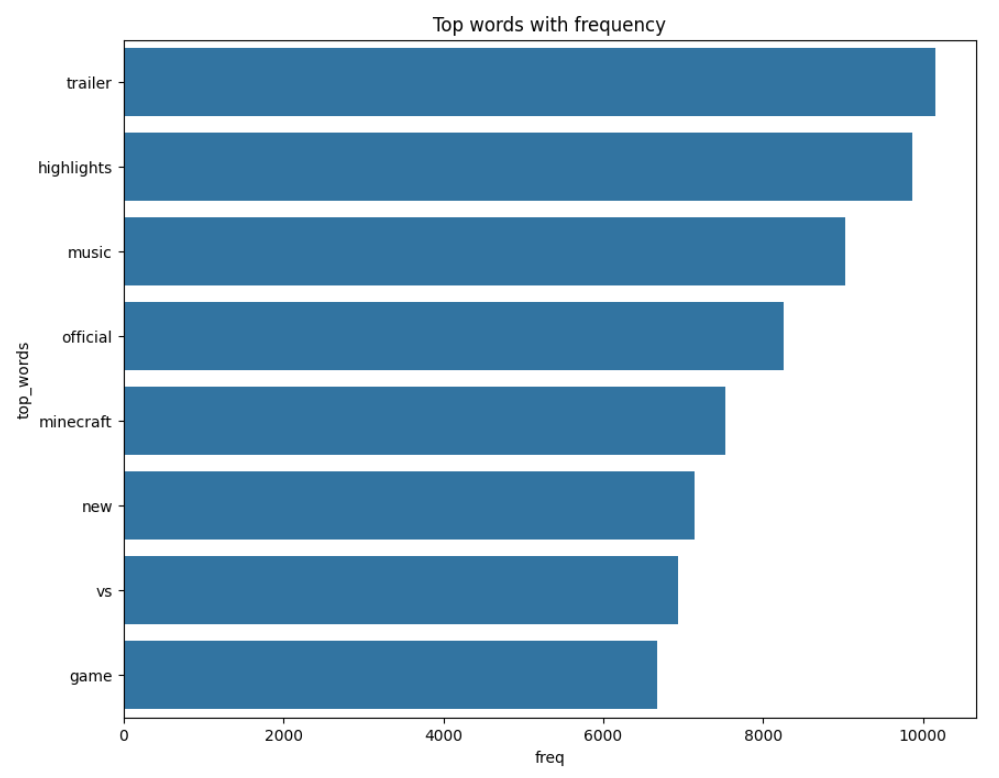 Top words with frequency
top_words
trailer
highlights
music
official
minecraft
new
vs
game
0 2000 4000 6000 8000 10000
freq